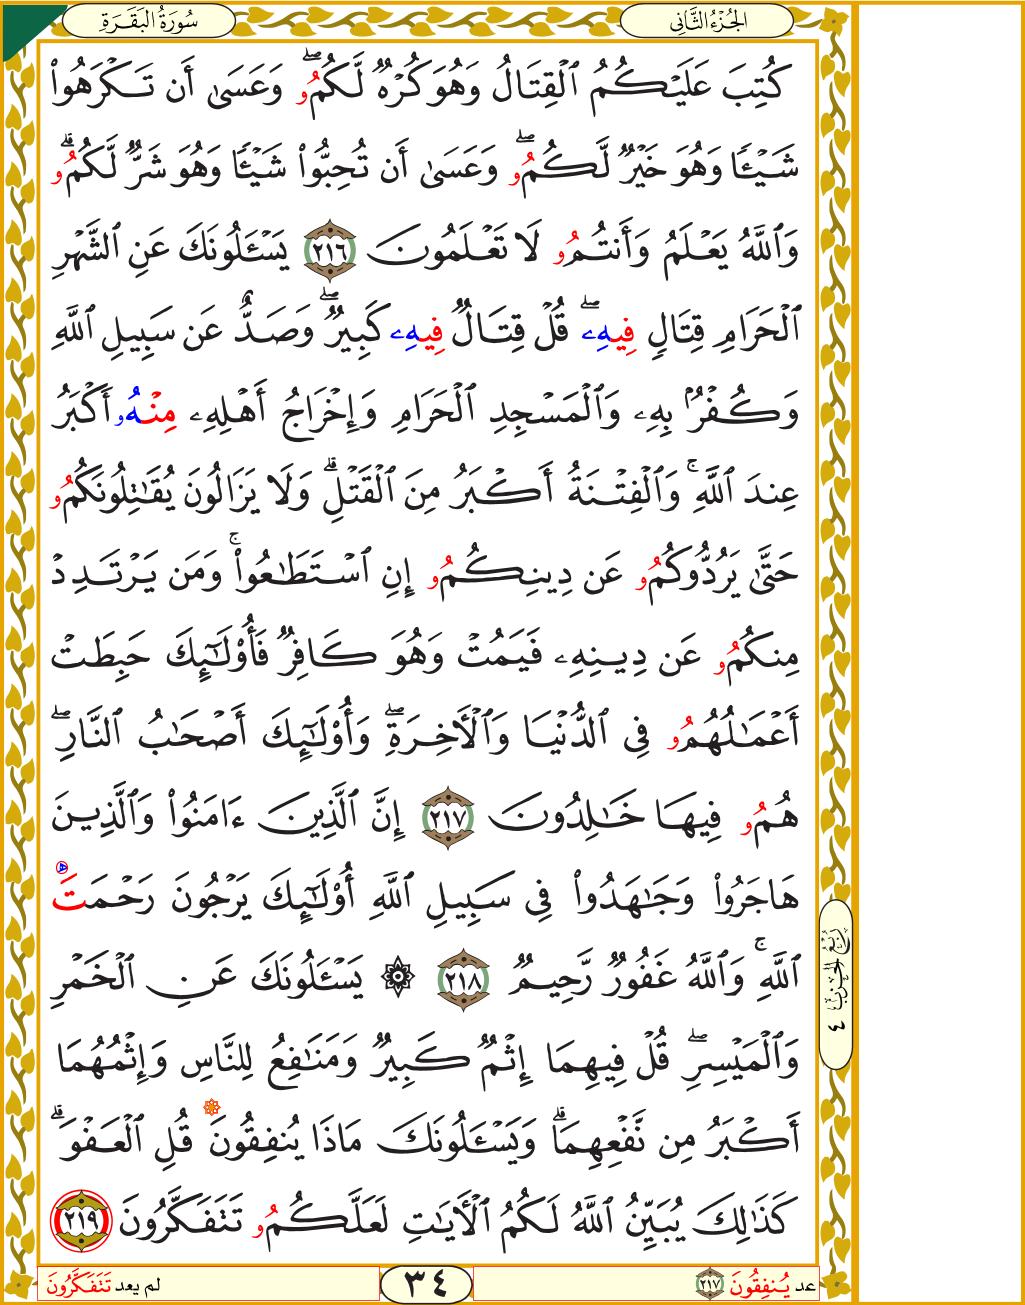 الجُزْءُ الثَّانِي
سُورَةُ البَقَرَةِ
كُتِبَ عَلَيْكُمُ ٱلْقِتَالُ وَهُوَ كُرْهٌ لَّكُمُۥ ۖ وَعَسَىٰ أَن تَكْرَهُوا۟
شَيْـًٔا وَهُوَ خَيْرٌ لَّكُمُۥ ۖ وَعَسَىٰ أَن تُحِبُّوا۟ شَيْـًٔا وَهُوَ شَرٌّ لَّكُمُۥ ۗ
وَٱللَّهُ يَعْلَمُ وَأَنتُمُۥ لَا تَعْلَمُونَ ٢١٦ يَسْـَٔلُونَكَ عَنِ ٱلشَّهْرِ
ٱلْحَرَامِ قِتَالٍ فِيهِۦ ۖ قُلْ قِتَالٌ فِيهِۦ كَبِيرٌ ۖ وَصَدٌّ عَن سَبِيلِ ٱللَّهِ
وَكُفْرٌۢ بِهِۦ وَٱلْمَسْجِدِ ٱلْحَرَامِ وَإِخْرَاجُ أَهْلِهِۦ مِنْهُۥ أَكْبَرُ
عِندَ ٱللَّهِ ۚ وَٱلْفِتْنَةُ أَكْبَرُ مِنَ ٱلْقَتْلِ ۗ وَلَا يَزَالُونَ يُقَـٰتِلُونَكُمُۥ
حَتَّىٰ يَرُدُّوكُمُۥ عَن دِينِكُمُۥ إِنِ ٱسْتَطَـٰعُوا۟ ۚ وَمَن يَرْتَدِدْ
مِنكُمُۥ عَن دِينِهِۦ فَيَمُتْ وَهُوَ كَافِرٌ فَأُو۟لَـٰٓئِكَ حَبِطَتْ
أَعْمَـٰلُهُمُۥ فِي ٱلدُّنْيَا وَٱلْـَٔاخِرَةِ ۖ وَأُو۟لَـٰٓئِكَ أَصْحَـٰبُ ٱلنَّارِ ۖ
هُمُۥ فِيهَا خَـٰلِدُونَ ٢١٧ إِنَّ ٱلَّذِينَ ءَامَنُوا۟ وَٱلَّذِينَ
هَاجَرُوا۟ وَجَـٰهَدُوا۟ فِي سَبِيلِ ٱللَّهِ أُو۟لَـٰٓئِكَ يَرْجُونَ رَحْمَتَ
ٱللَّهِ ۚ وَٱللَّهُ غَفُورٌ رَّحِيمٌ ٢١٨ ۞ يَسْـَٔلُونَكَ عَنِ ٱلْخَمْرِ
وَٱلْمَيْسِرِ ۖ قُلْ فِيهِمَا إِثْمٌ كَبِيرٌ وَمَنَـٰفِعُ لِلنَّاسِ وَإِثْمُهُمَا
أَكْبَرُ مِن نَّفْعِهِمَا ۗ وَيَسْـَٔلُونَكَ مَاذَا يُنفِقُونَ قُلِ ٱلْعَفْوَ ۗ
كَذَٰلِكَ يُبَيِّنُ ٱللَّهُ لَكُمُ ٱلْـَٔايَـٰتِ لَعَلَّكُمُۥ تَتَفَكَّرُونَ ٢١٩
رُبْعُ الحِزْب ٤
عد يُنفِقُونَ ٢١٧
٣٤
لم يعد تَتَفَكَّرُونَ